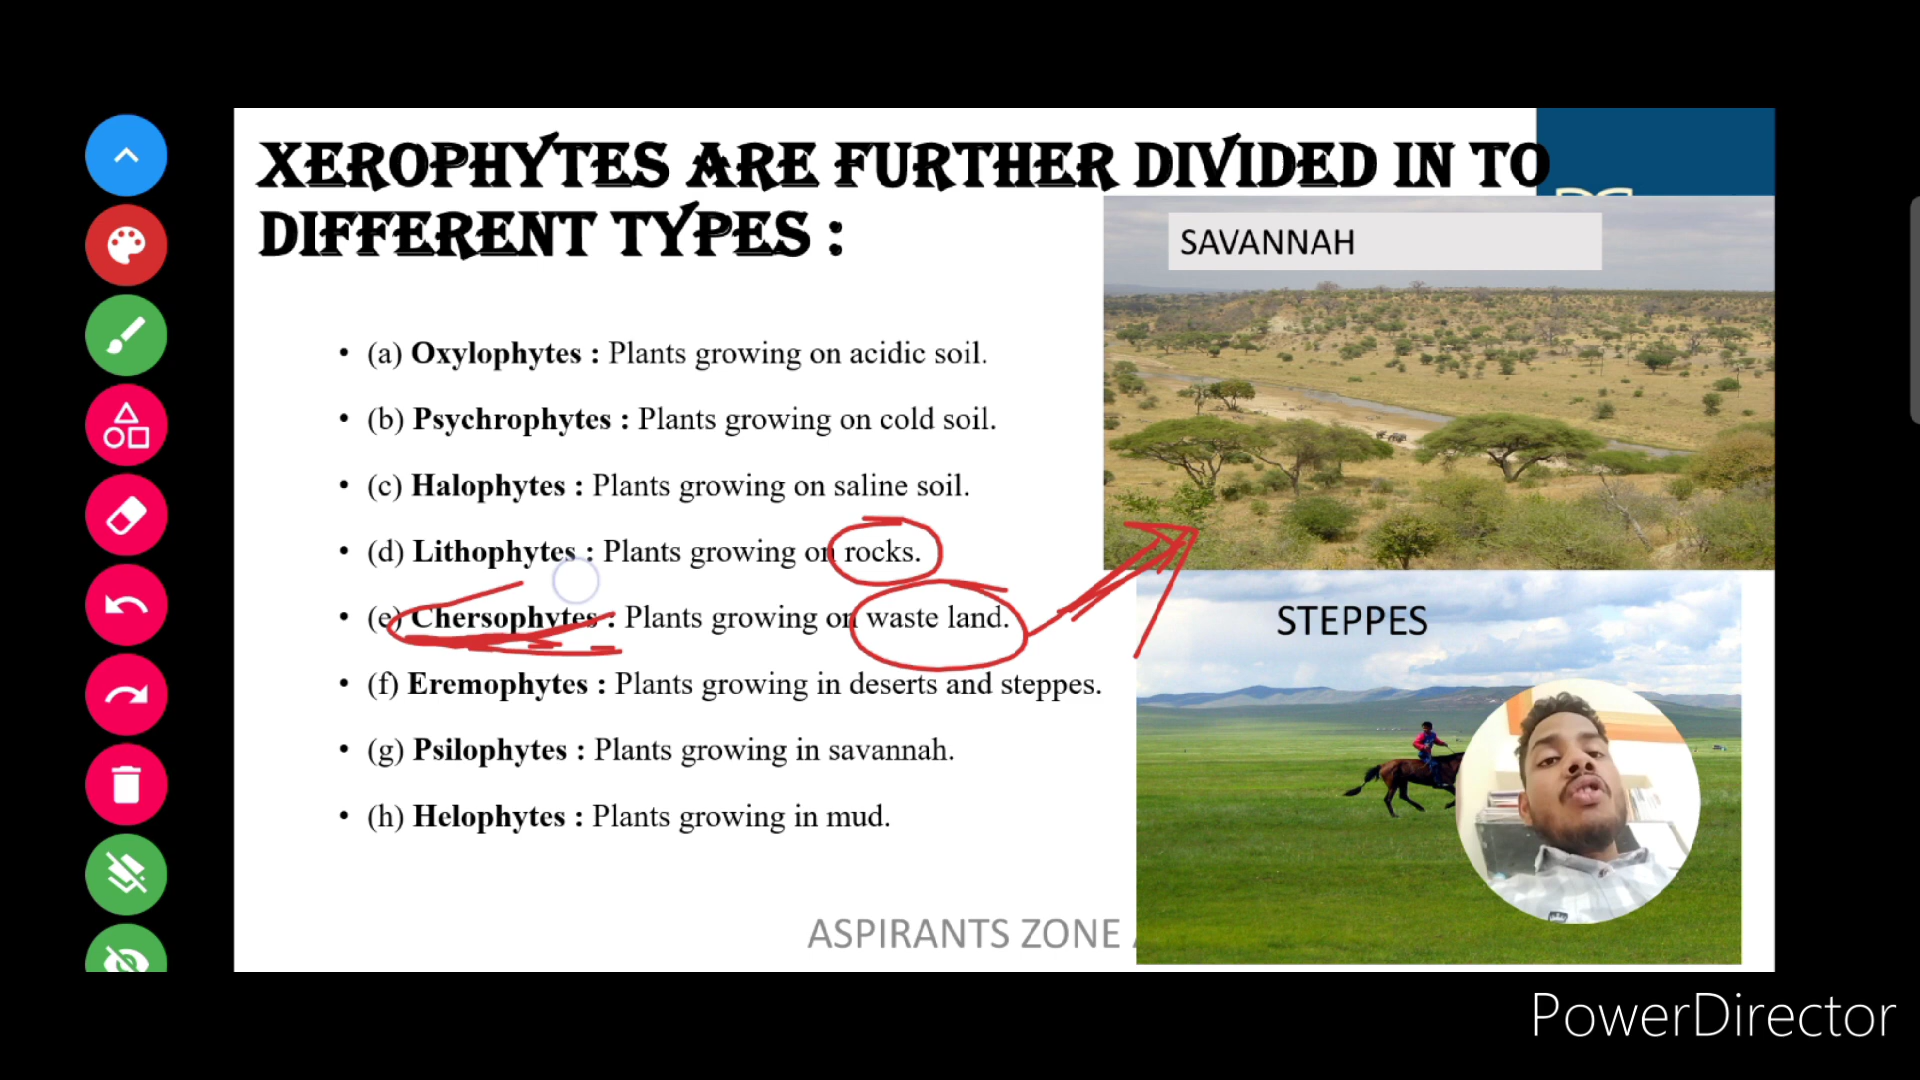 XEROPHYTES ARE FURTHER DIVIDED IN TO
DIFFERENT TYPES :
SAVANNAH
• (a) Oxylophytes : Plants growing on acidic soil.
• (b) Psychrophytes : Plants growing on cold soil.
• (c) Halophytes : Plants growing on saline soil.
• (d) Lithophytes : Plants growing on rocks.
• (e) Chersophytes : Plants growing on waste land.
STEPPES
• (f) Eremophytes : Plants growing in deserts and steppes.
• (g) Psilophytes : Plants growing in savannah.
• (h) Helophytes : Plants growing in mud.
ASPIRANTS ZONE
PowerDirector